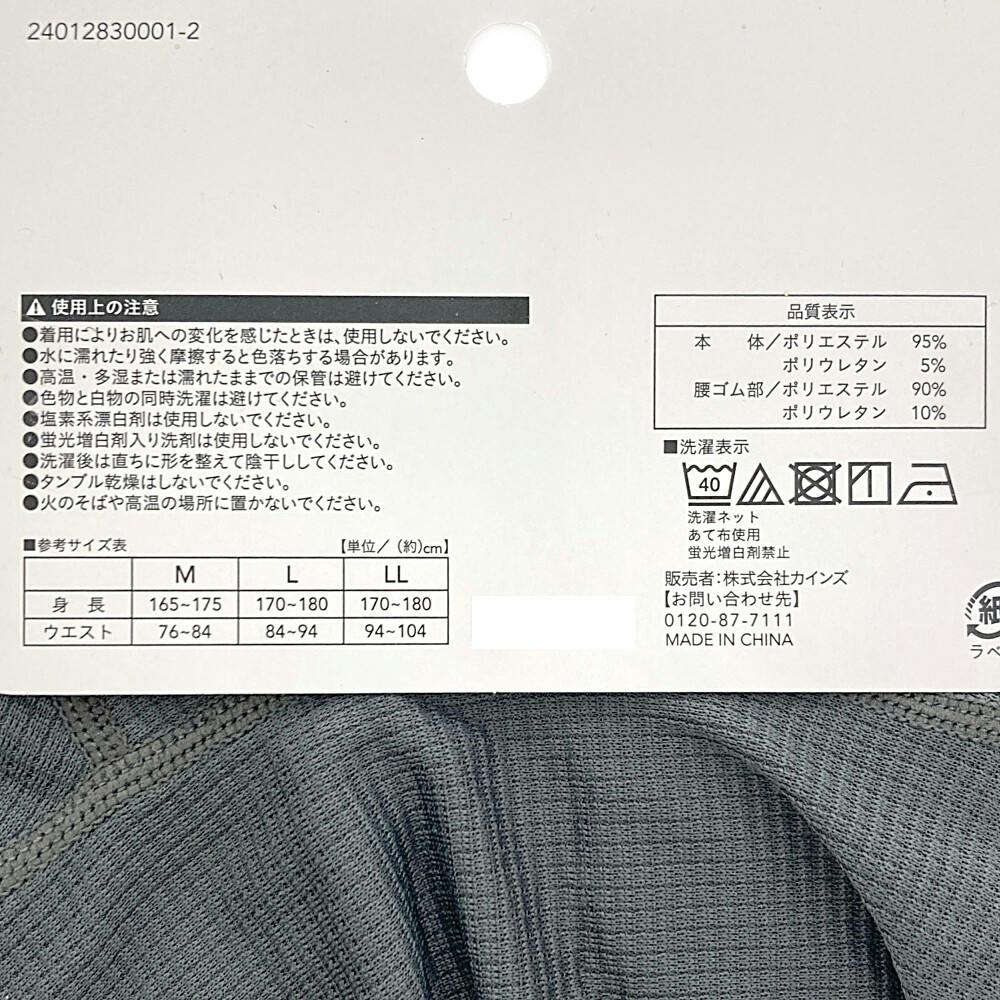 24012830001-2
使用上の注意
●着用によりお肌への変化を感じたときは、使用しないでください。
●水に濡れたり強く摩擦すると色落ちする場合があります。
●高温・多湿または濡れたままでの保管は避けてください。
●色物と白物の同時洗濯は避けてください。
●塩素系漂白剤は使用しないでください。
●蛍光増白剤入り洗剤は使用しないでください。
●洗濯後は直ちに形を整えて陰干ししてください。
●タンブル乾燥はしないでください。
●火のそばや高温の場所に置かないでください。
■参考サイズ表 【単位／（約）cm】
M L LL
身 長 165~175 170~180 170~180
ウエスト 76~84 84~94 94~104
品質表示
本 体／ポリエステル 95%
ポリウレタン 5%
腰ゴム部／ポリエステル 90%
ポリウレタン 10%
■洗濯表示
40
洗濯ネット
あて布使用
蛍光増白剤禁止
販売者：株式会社カインズ
【お問い合わせ先】
0120-87-7111
MADE IN CHINA
紙
ラベ